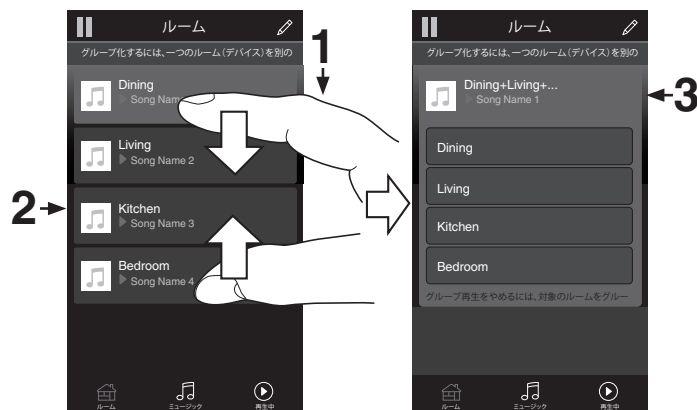 ルーム
グループ化するには、一つのルーム（デバイス）を別の
1
Dining
Living
Song Name 2
2
Kitchen
Song Name 3
Bedroom
Song Name 4
ルーム
ミュージック
再生中
ルーム
グループ化するには、一つのルーム（デバイス）を別の
Dining+Living+...
Song Name 1
3
Dining
Living
Kitchen
Bedroom
グループ再生をやめるには、対象のルームをグルー
ルーム
ミュージック
再生中